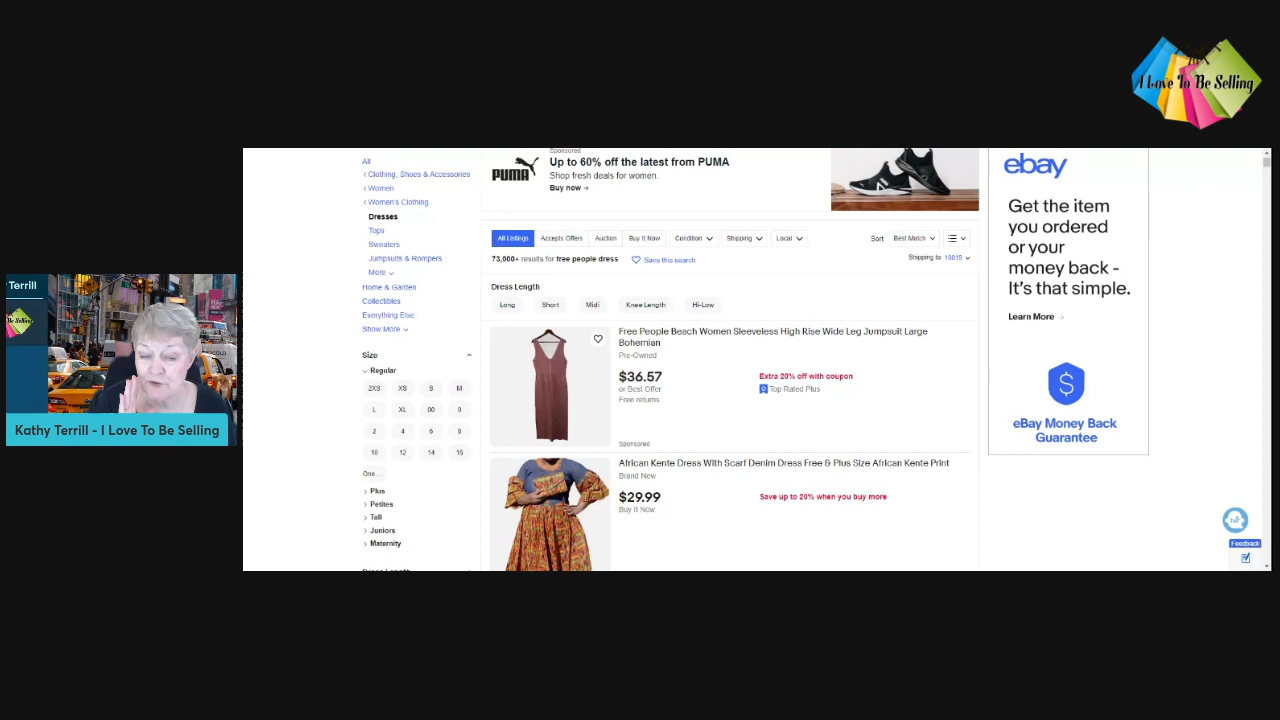 I Love To Be Selling
Terrill
Kathy Terrill - I Love To Be Selling
All
Clothing, Shoes & Accessories
Women
Women's Clothing
Dresses
Tops
Sweaters
Jumpsuits & Rompers
More
Home & Garden
Collectibles
Everything Else
Show More
Size
Regular
2XS XS S M
L XL 00 0
2 4 6 8
10 12 14 16
One ...
Plus
Petites
Tall
Juniors
Maternity
Sponsored
PUMA
Up to 60% off the latest from PUMA
Shop fresh deals for women.
Buy now →
All Listings Accepts Offers Auction Buy It Now Condition Shipping Local Sort Best Match
73,000+ results for free people dress Save this search Shipping to: 10019
Dress Length
Long Short Midi Knee Length Hi-Low
Free People Beach Women Sleeveless High Rise Wide Leg Jumpsuit Large
Bohemian
Pre-Owned
$36.57 Extra 20% off with coupon
or Best Offer Top Rated Plus
Free returns
Sponsored
African Kente Dress With Scarf Denim Dress Free & Plus Size African Kente Print
Brand New
$29.99 Save up to 20% when you buy more
Buy It Now
ebay
Get the item
you ordered
or your
money back -
It's that simple.
Learn More →
$
eBay Money Back
Guarantee
Feedback